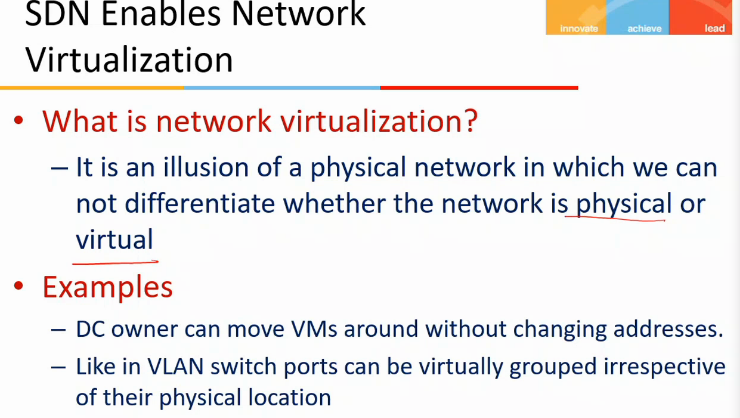 SDN Enables Network
Virtualization
innovate achieve lead
• What is network virtualization?
– It is an illusion of a physical network in which we can
not differentiate whether the network is physical or
virtual
• Examples
– DC owner can move VMs around without changing addresses.
– Like in VLAN switch ports can be virtually grouped irrespective
of their physical location